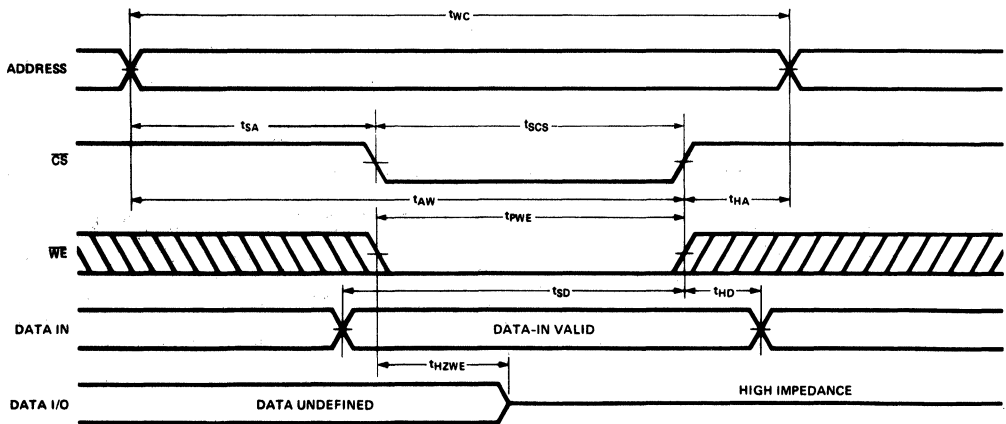 tWC
ADDRESS
tSA
tSCS
CS
tAW
tHA
tPWE
WE
tSD
tHD
DATA IN
DATA-IN VALID
tHZWE
HIGH IMPEDANCE
DATA I/O
DATA UNDEFINED